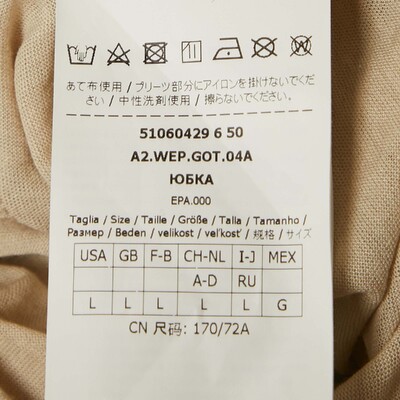 あて布使用 / プリーツ部分にアイロンを掛けないでくだ
さい / 中性洗剤使用 / 擦らないでください。
51060429 6 50
A2.WEP.GOT.04A
ЮБКА
EPA.000
Taglia / Size / Taille / Größe / Talla / Tamanho /
Размер / Beden / velikost / veľkosť / 规格 / サイズ
USA GB F-B CH-NL I-J MEX
A-D RU
L L L L L G
CN 尺码: 170/72A